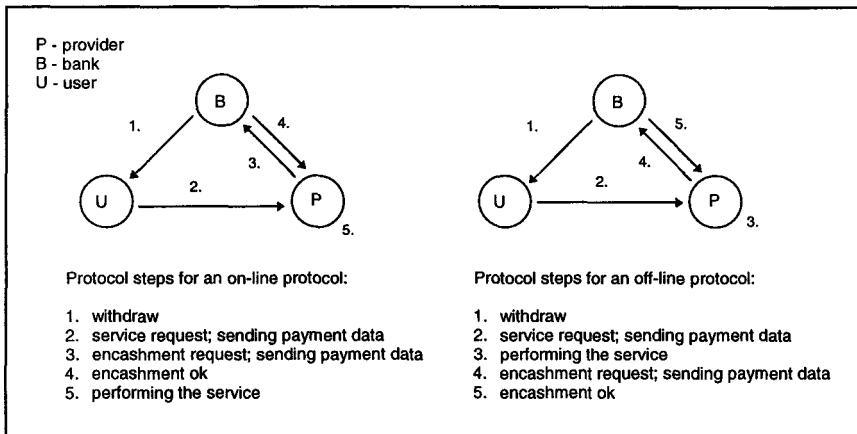 P - provider
B - bank
U - user
B
1.
4.
3.
U
2.
P
5.
Protocol steps for an on-line protocol:
1. withdraw
2. service request; sending payment data
3. encashment request; sending payment data
4. encashment ok
5. performing the service
B
1.
5.
4.
U
2.
P
3.
Protocol steps for an off-line protocol:
1. withdraw
2. service request; sending payment data
3. performing the service
4. encashment request; sending payment data
5. encashment ok